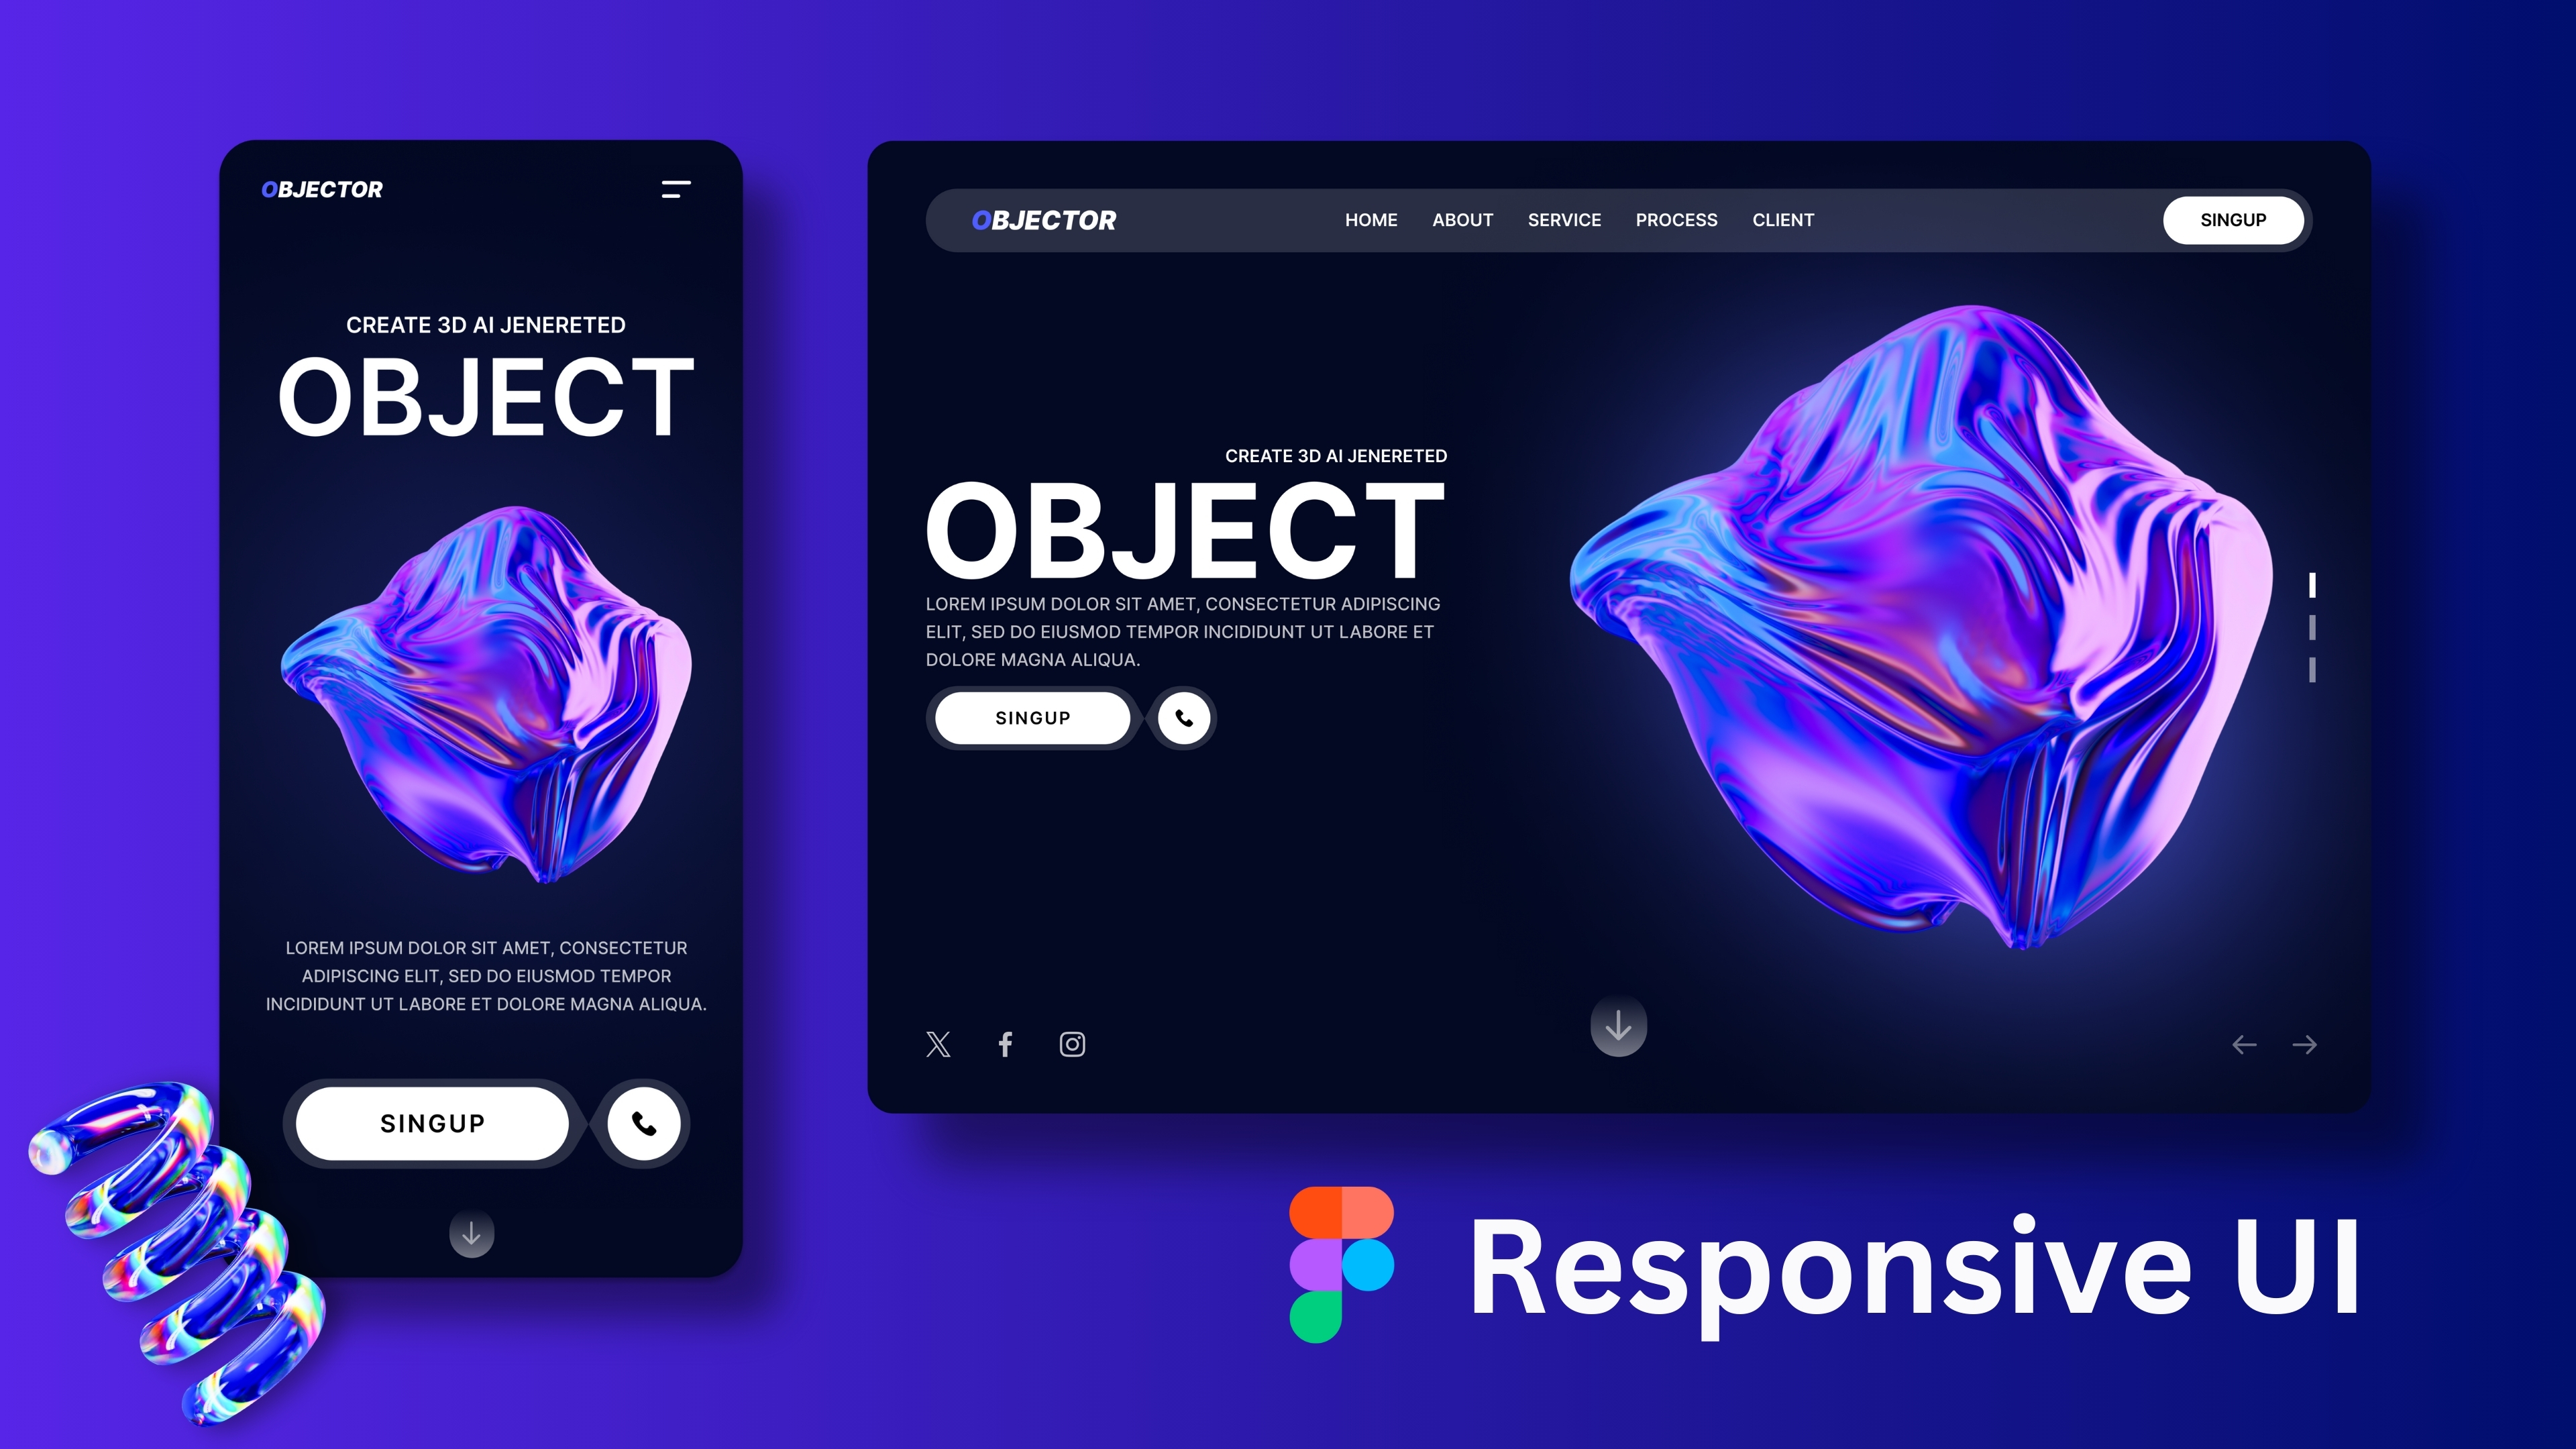 OBJECTOR
CREATE 3D AI JENERETED
OBJECT
LOREM IPSUM DOLOR SIT AMET, CONSECTETUR
ADIPISCING ELIT, SED DO EIUSMOD TEMPOR
INCIDIDUNT UT LABORE ET DOLORE MAGNA ALIQUA.
SINGUP
OBJECTOR
HOME ABOUT SERVICE PROCESS CLIENT
SINGUP
CREATE 3D AI JENERETED
OBJECT
LOREM IPSUM DOLOR SIT AMET, CONSECTETUR ADIPISCING
ELIT, SED DO EIUSMOD TEMPOR INCIDIDUNT UT LABORE ET
DOLORE MAGNA ALIQUA.
SINGUP
Responsive UI